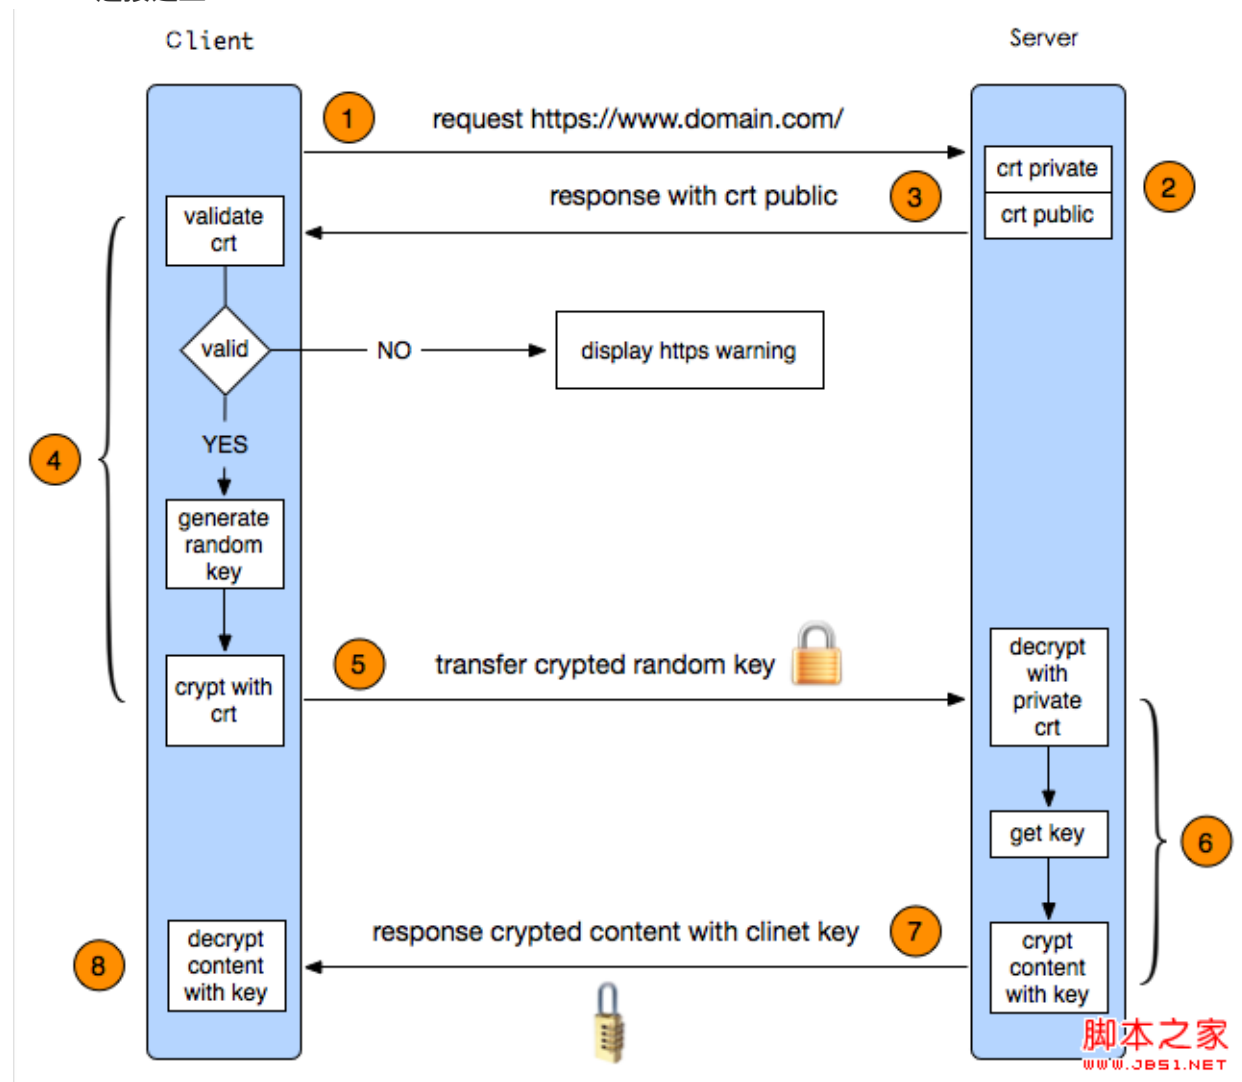 Client
Server
1
request https://www.domain.com/
crt private
2
response with crt public
3
crt public
validate
crt
valid
NO
display https warning
YES
4
generate
random
key
5
transfer crypted random key
crypt with
crt
decrypt
with
private
crt
get key
6
response crypted content with clinet key
7
8
decrypt
content
with key
crypt
content
with key
脚本之家
WWW.JB51.NET